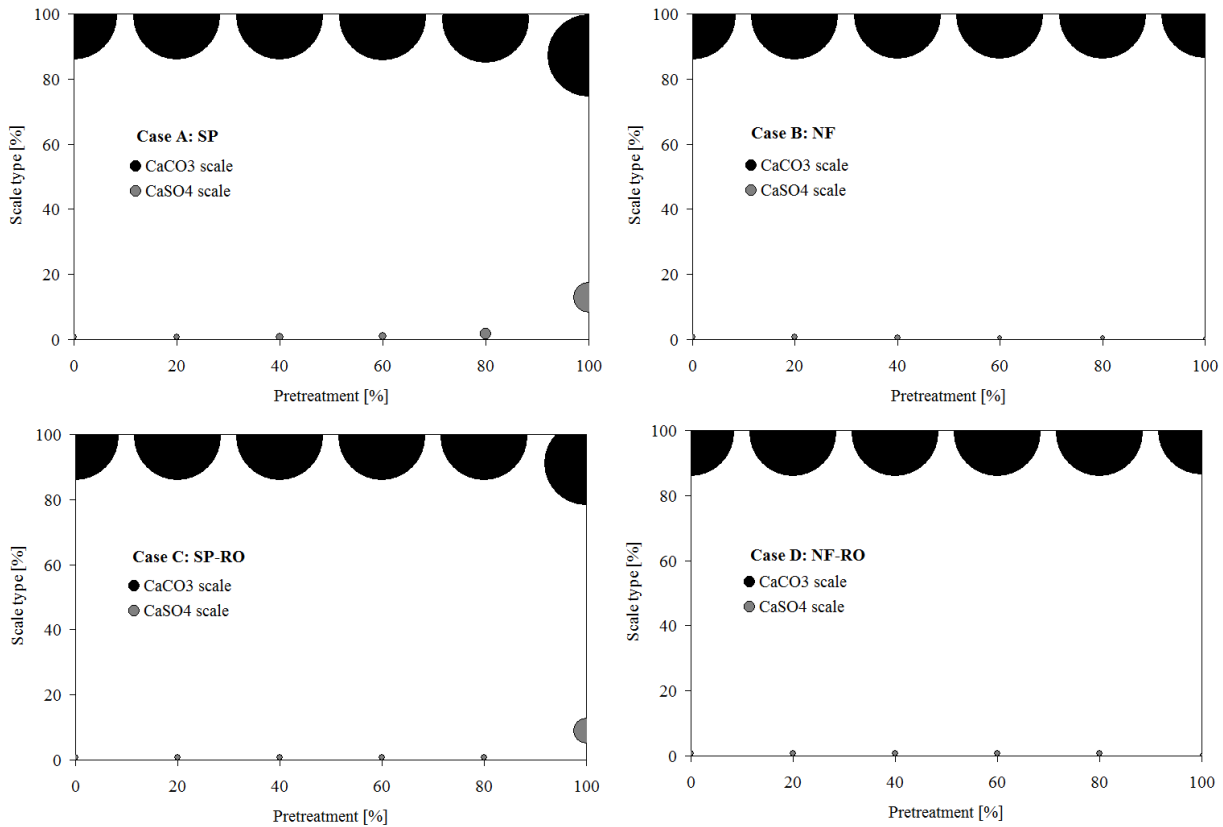 100
80
60
40
20
0
Scale type [%]
Case A: SP
CaCO3 scale
CaSO4 scale
0 20 40 60 80 100
Pretreatment [%]
100
80
60
40
20
0
Scale type [%]
Case B: NF
CaCO3 scale
CaSO4 scale
0 20 40 60 80 100
Pretreatment [%]
100
80
60
40
20
0
Scale type [%]
Case C: SP-RO
CaCO3 scale
CaSO4 scale
0 20 40 60 80 100
Pretreatment [%]
100
80
60
40
20
0
Scale type [%]
Case D: NF-RO
CaCO3 scale
CaSO4 scale
0 20 40 60 80 100
Pretreatment [%]